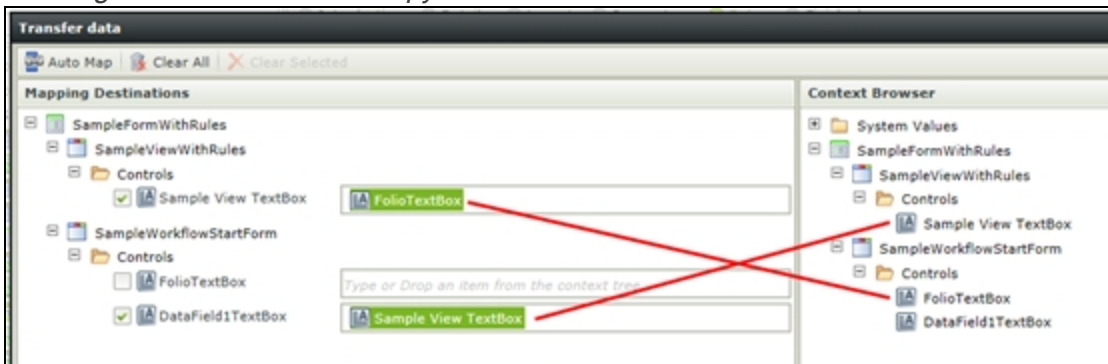 Transfer data
Auto Map Clear All Clear Selected
Mapping Destinations
SampleFormWithRules
SampleViewWithRules
Controls
Sample View TextBox FolioTextBox
SampleWorkflowStartForm
Controls
FolioTextBox Type or Drop an item from the context tree
DataField1TextBox Sample View TextBox
Context Browser
System Values
SampleFormWithRules
SampleViewWithRules
Controls
Sample View TextBox
SampleWorkflowStartForm
Controls
FolioTextBox
DataField1TextBox